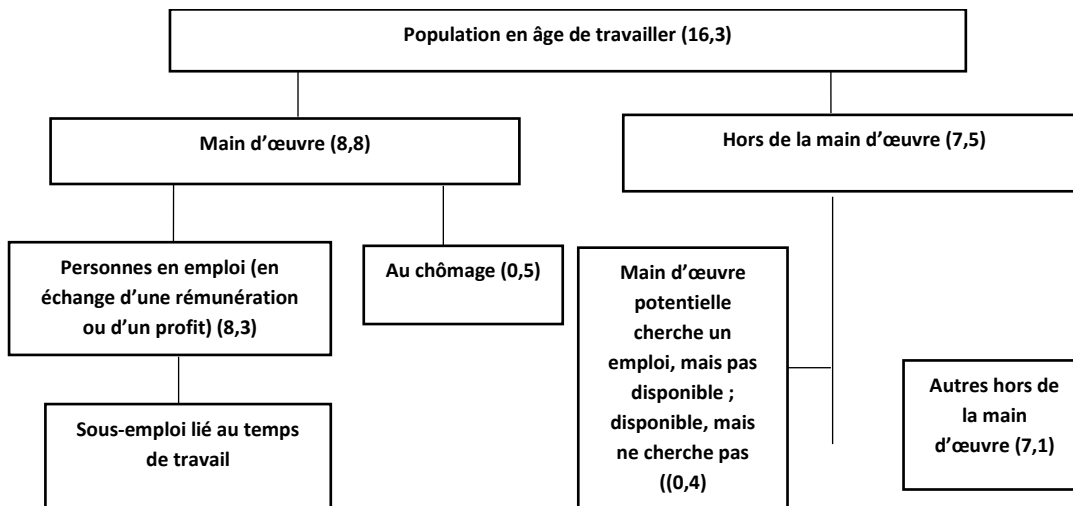 Population en âge de travailler (16,3)
Main d’œuvre (8,8)
Hors de la main d’œuvre (7,5)
Personnes en emploi (en
échange d’une rémunération
ou d’un profit) (8,3)
Au chômage (0,5)
Main d’œuvre
potentielle
cherche un
emploi, mais pas
disponible ;
disponible, mais
ne cherche pas
((0,4)
Autres hors de
la main
d’œuvre (7,1)
Sous-emploi lié au temps
de travail